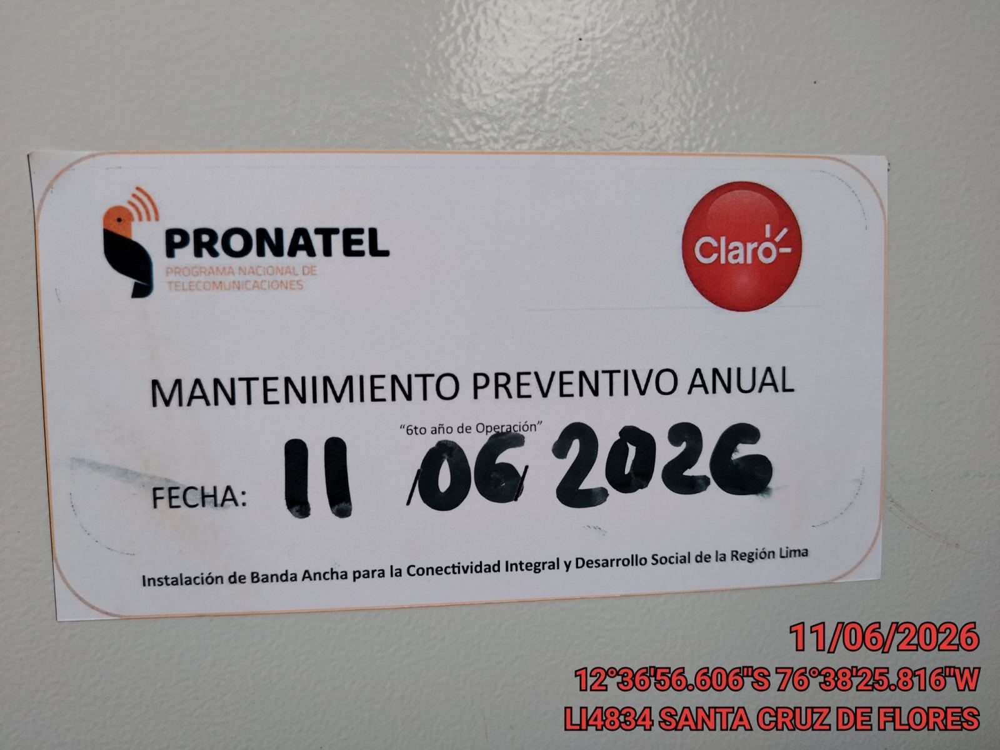 PRONATEL
PROGRAMA NACIONAL DE
TELECOMUNICACIONES
Claro
MANTENIMIENTO PREVENTIVO ANUAL
“6to año de Operación”
FECHA: 11 /06/ 2026
Instalación de Banda Ancha para la Conectividad Integral y Desarrollo Social de la Región Lima
11/06/2026
12°36'56.606"S 76°38'25.816"W
LI4834 SANTA CRUZ DE FLORES